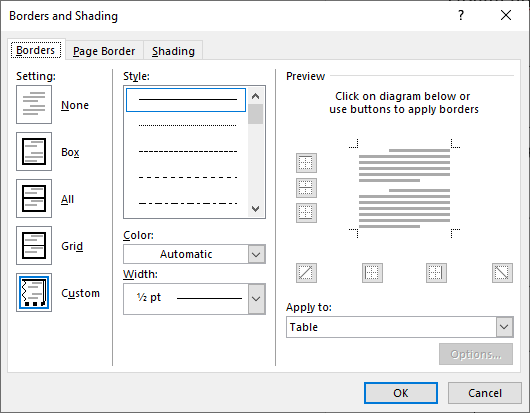 Borders and Shading
?
Borders
Page Border
Shading
Setting:
None
Box
All
Grid
Custom
Style:
Color:
Automatic
Width:
½ pt
Preview
Click on diagram below or
use buttons to apply borders
Apply to:
Table
Options...
OK
Cancel